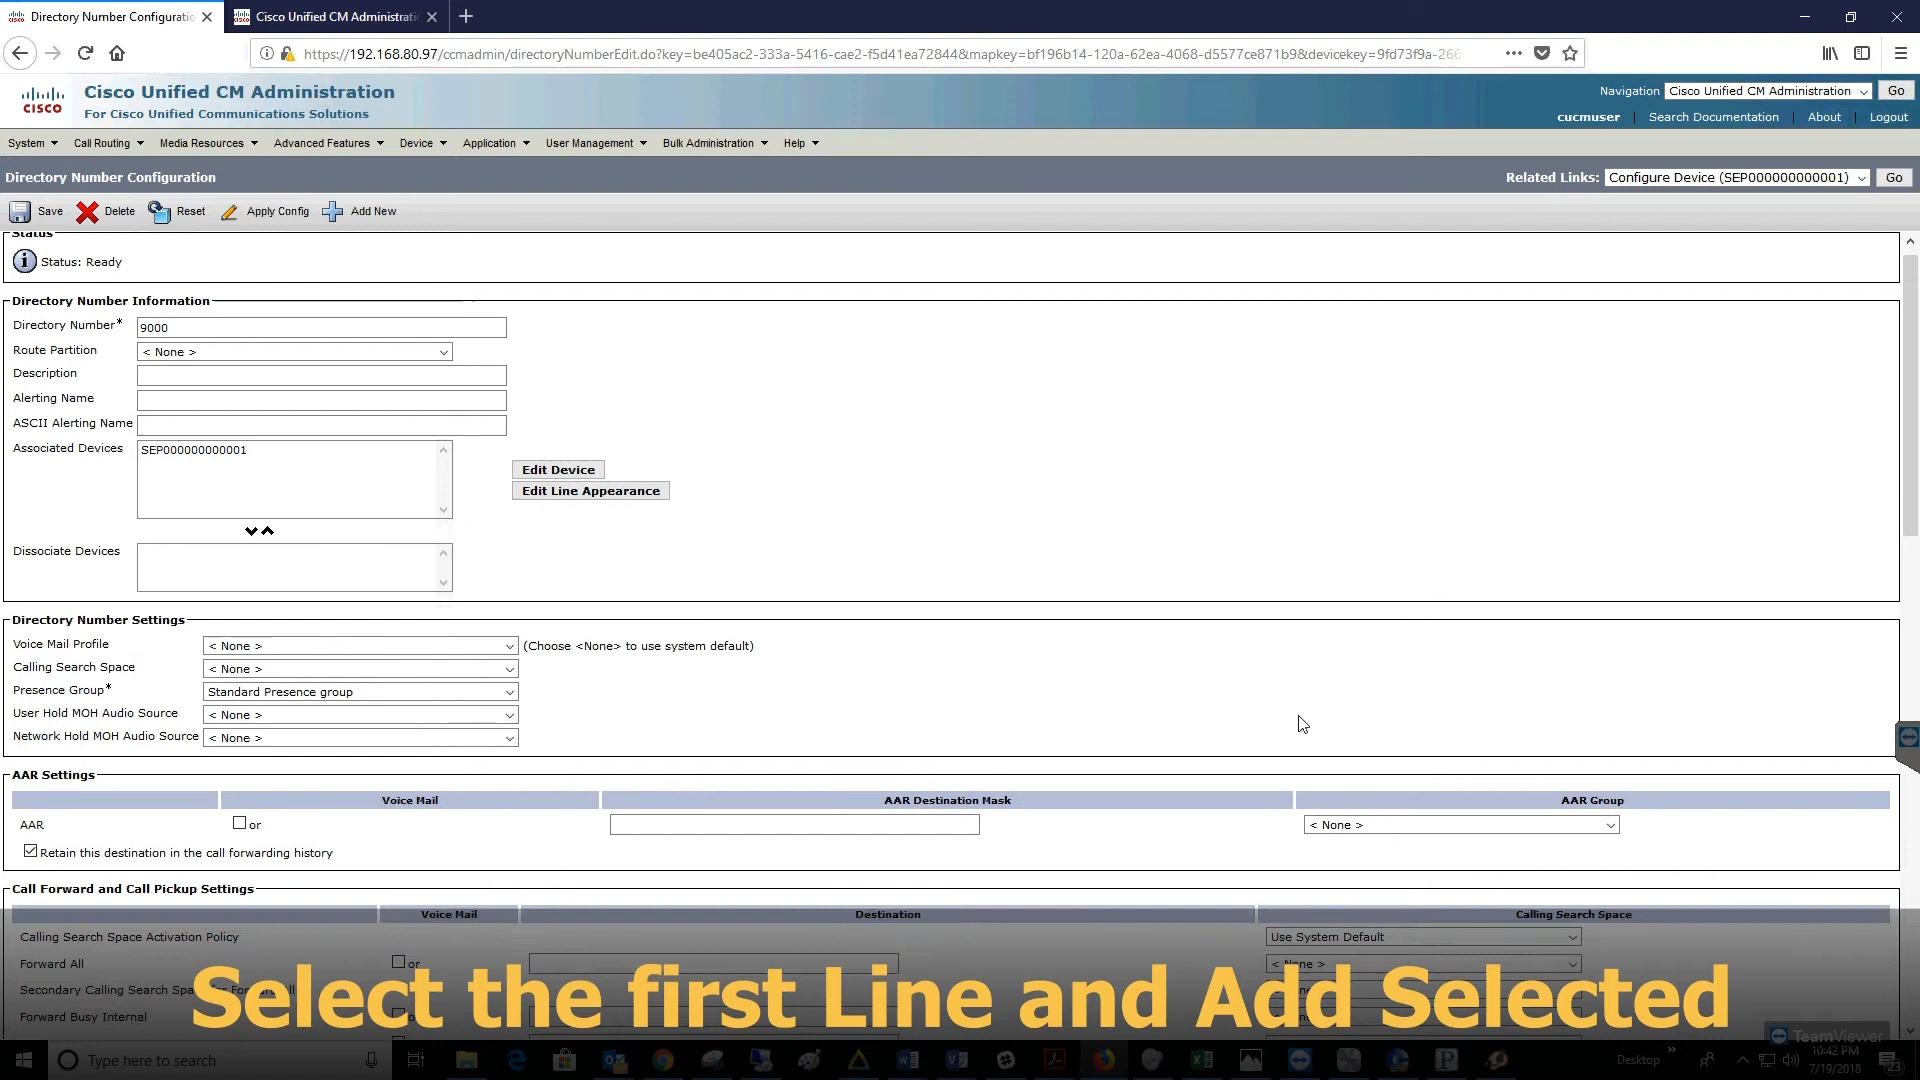 Directory Number Configuratio
Cisco Unified CM Administrati
https://192.168.80.97/ccmadmin/directoryNumberEdit.do?key=be405ac2-333a-5416-cae2-f5d41ea72844&mapkey=bf196b14-120a-62ea-4068-d5577ce871b9&devicekey=9fd73f9a-266
cisco
Cisco Unified CM Administration
For Cisco Unified Communications Solutions
Navigation Cisco Unified CM Administration Go
cucmuser Search Documentation About Logout
System Call Routing Media Resources Advanced Features Device Application User Management Bulk Administration Help
Directory Number Configuration
Related Links: Configure Device (SEP000000000001) Go
Save Delete Reset Apply Config Add New
Status
Status: Ready
Directory Number Information
Directory Number* 9000
Route Partition < None >
Description
Alerting Name
ASCII Alerting Name
Associated Devices SEP000000000001
Edit Device
Edit Line Appearance
Dissociate Devices
Directory Number Settings
Voice Mail Profile < None > (Choose <None> to use system default)
Calling Search Space < None >
Presence Group* Standard Presence group
User Hold MOH Audio Source < None >
Network Hold MOH Audio Source < None >
AAR Settings
Voice Mail AAR Destination Mask AAR Group
AAR or < None >
Retain this destination in the call forwarding history
Call Forward and Call Pickup Settings
Voice Mail Destination Calling Search Space
Calling Search Space Activation Policy Use System Default
Forward All or < None >
Secondary Calling Search
Forward Busy Internal
Select the first Line and Add Selected
TeamViewer
Type here to search
Desktop
10:42 PM
7/19/2018
23